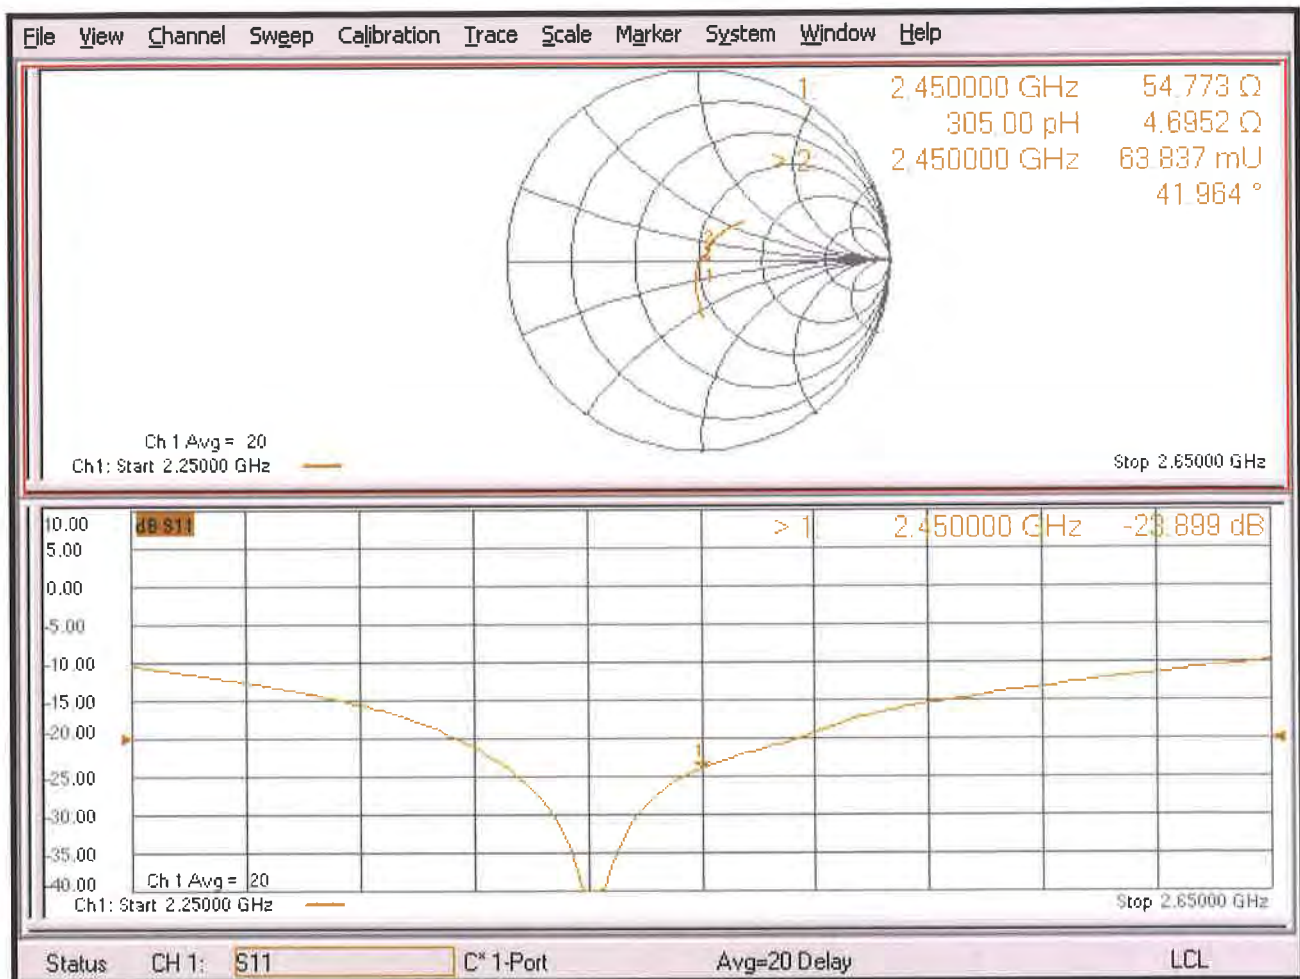 File View Channel Sweep Calibration Trace Scale Marker System Window Help
1: 2.450000 GHz 54.773 Ω
305.00 pH 4.6952 Ω
> 2: 2.450000 GHz 63.837 mU
41.964 °
2
1
Ch 1 Avg = 20
Ch1: Start 2.25000 GHz
Stop 2.65000 GHz
10.00
dB S11
> 1: 2.450000 GHz -23.899 dB
5.00
0.00
-5.00
-10.00
-15.00
-20.00
1
-25.00
-30.00
-35.00
-40.00
Ch 1 Avg = 20
Ch1: Start 2.25000 GHz
Stop 2.65000 GHz
Status CH 1: S11 C* 1-Port Avg=20 Delay LCL